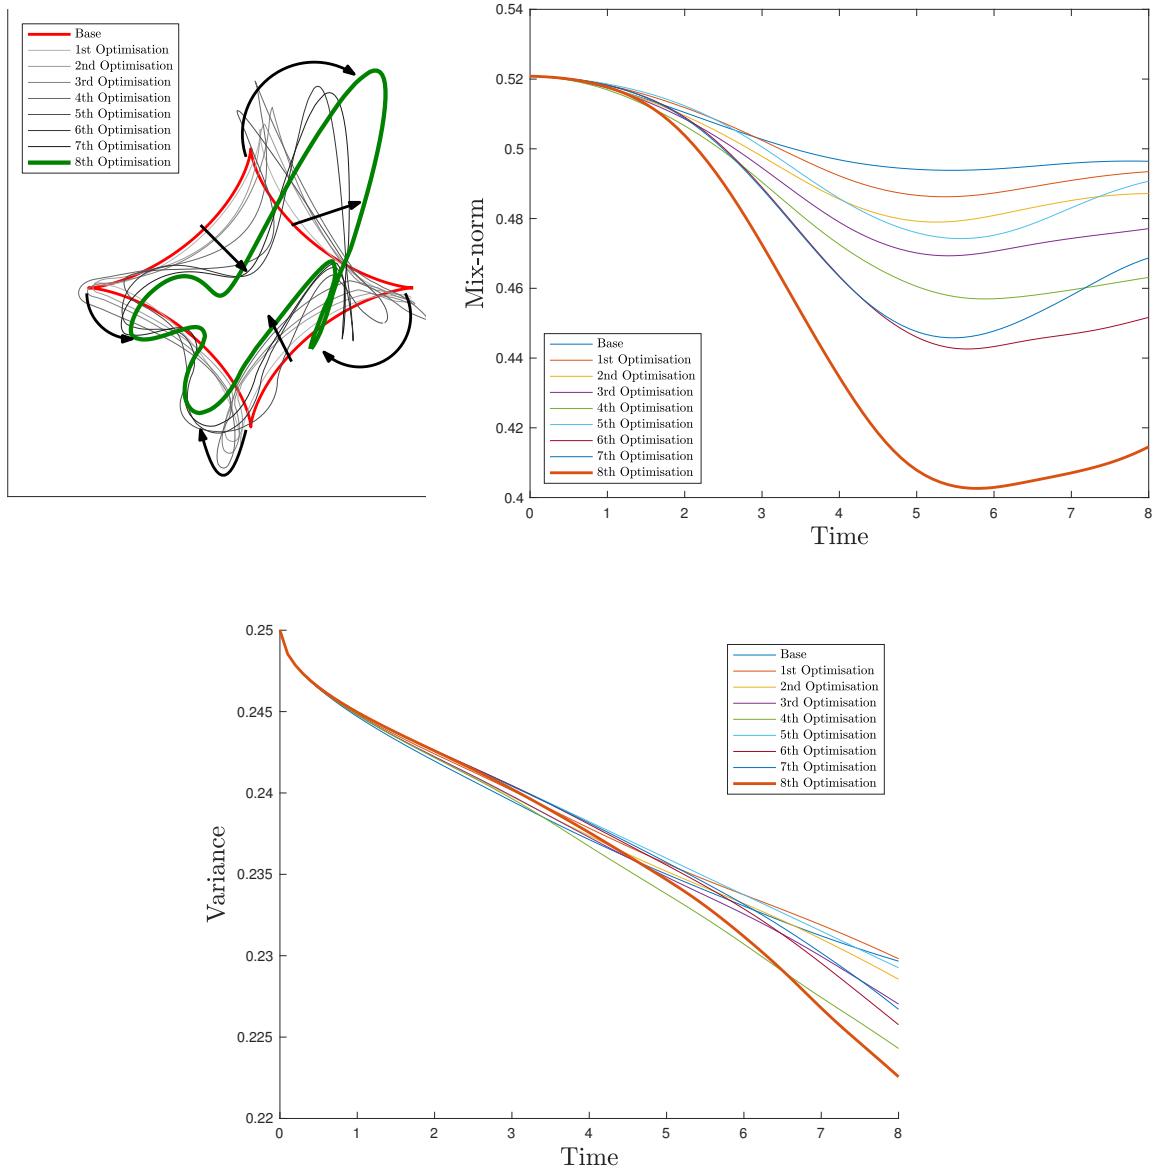 Base
1st Optimisation
2nd Optimisation
3rd Optimisation
4th Optimisation
5th Optimisation
6th Optimisation
7th Optimisation
8th Optimisation
0.54
0.52
0.5
0.48
0.46
0.44
0.42
0.4
Mix-norm
Base
1st Optimisation
2nd Optimisation
3rd Optimisation
4th Optimisation
5th Optimisation
6th Optimisation
7th Optimisation
8th Optimisation
0 1 2 3 4 5 6 7 8
Time
0.25
0.245
0.24
0.235
0.23
0.225
0.22
Variance
Base
1st Optimisation
2nd Optimisation
3rd Optimisation
4th Optimisation
5th Optimisation
6th Optimisation
7th Optimisation
8th Optimisation
0 1 2 3 4 5 6 7 8
Time